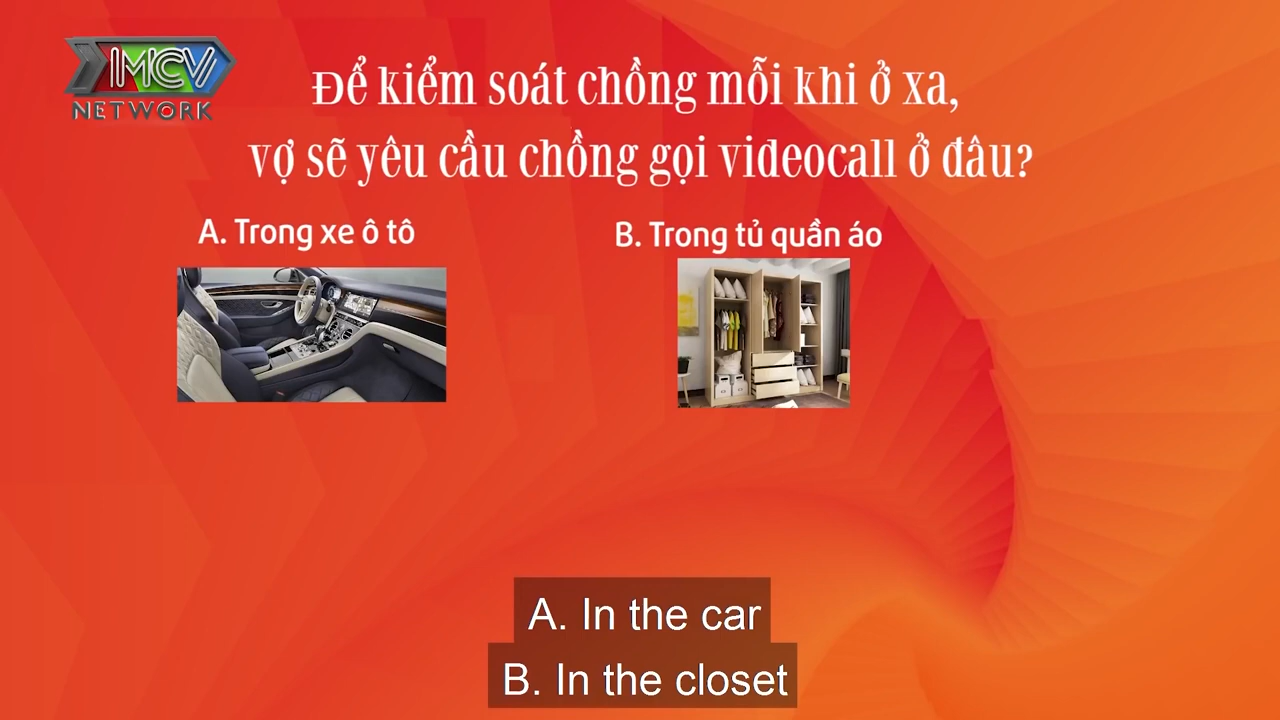 MCV
NETWORK
Để kiểm soát chồng mỗi khi ở xa,
vợ sẽ yêu cầu chồng gọi videocall ở đâu?
A. Trong xe ô tô
B. Trong tủ quần áo
A. In the car
B. In the closet